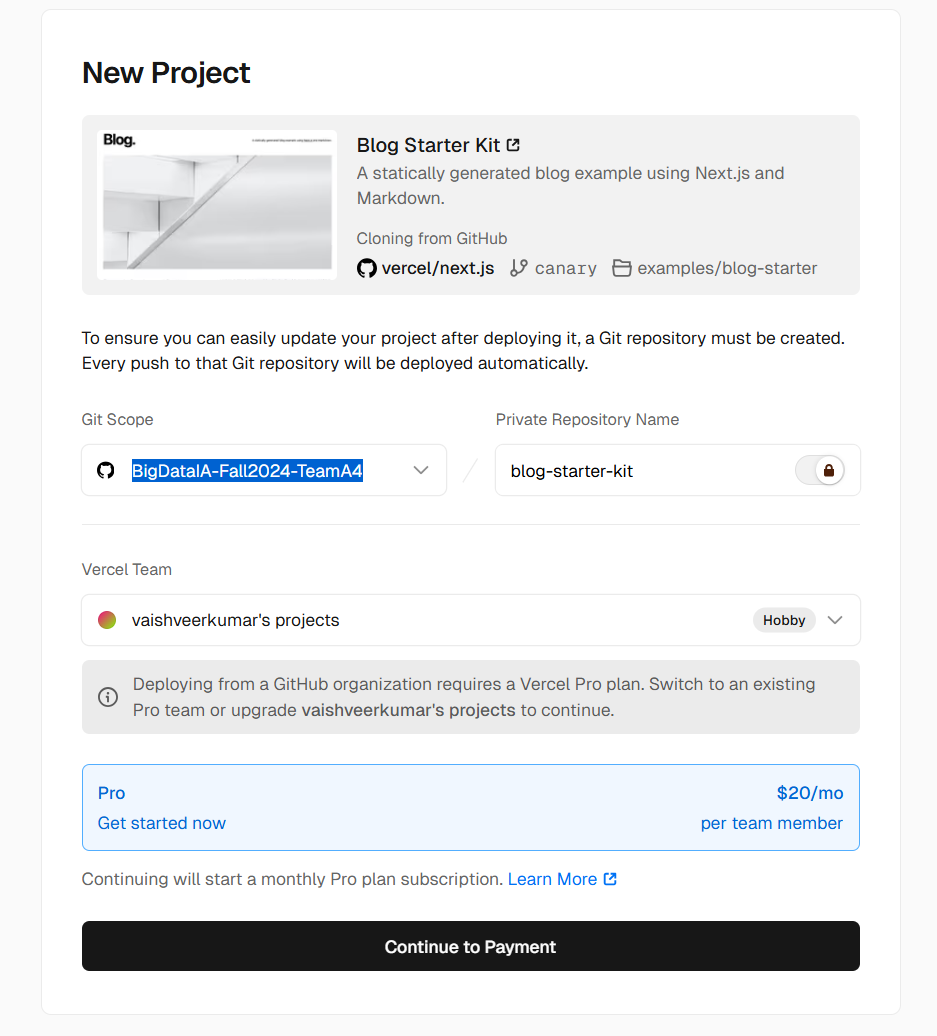 New Project
Blog.
Blog Starter Kit
A statically generated blog example using Next.js and
Markdown.
Cloning from GitHub
vercel/next.js canary examples/blog-starter
To ensure you can easily update your project after deploying it, a Git repository must be created.
Every push to that Git repository will be deployed automatically.
Git Scope Private Repository Name
BigDataIA-Fall2024-TeamA4 blog-starter-kit
Vercel Team
vaishveerkumar's projects Hobby
Deploying from a GitHub organization requires a Vercel Pro plan. Switch to an existing
Pro team or upgrade vaishveerkumar's projects to continue.
Pro $20/mo
Get started now per team member
Continuing will start a monthly Pro plan subscription. Learn More
Continue to Payment